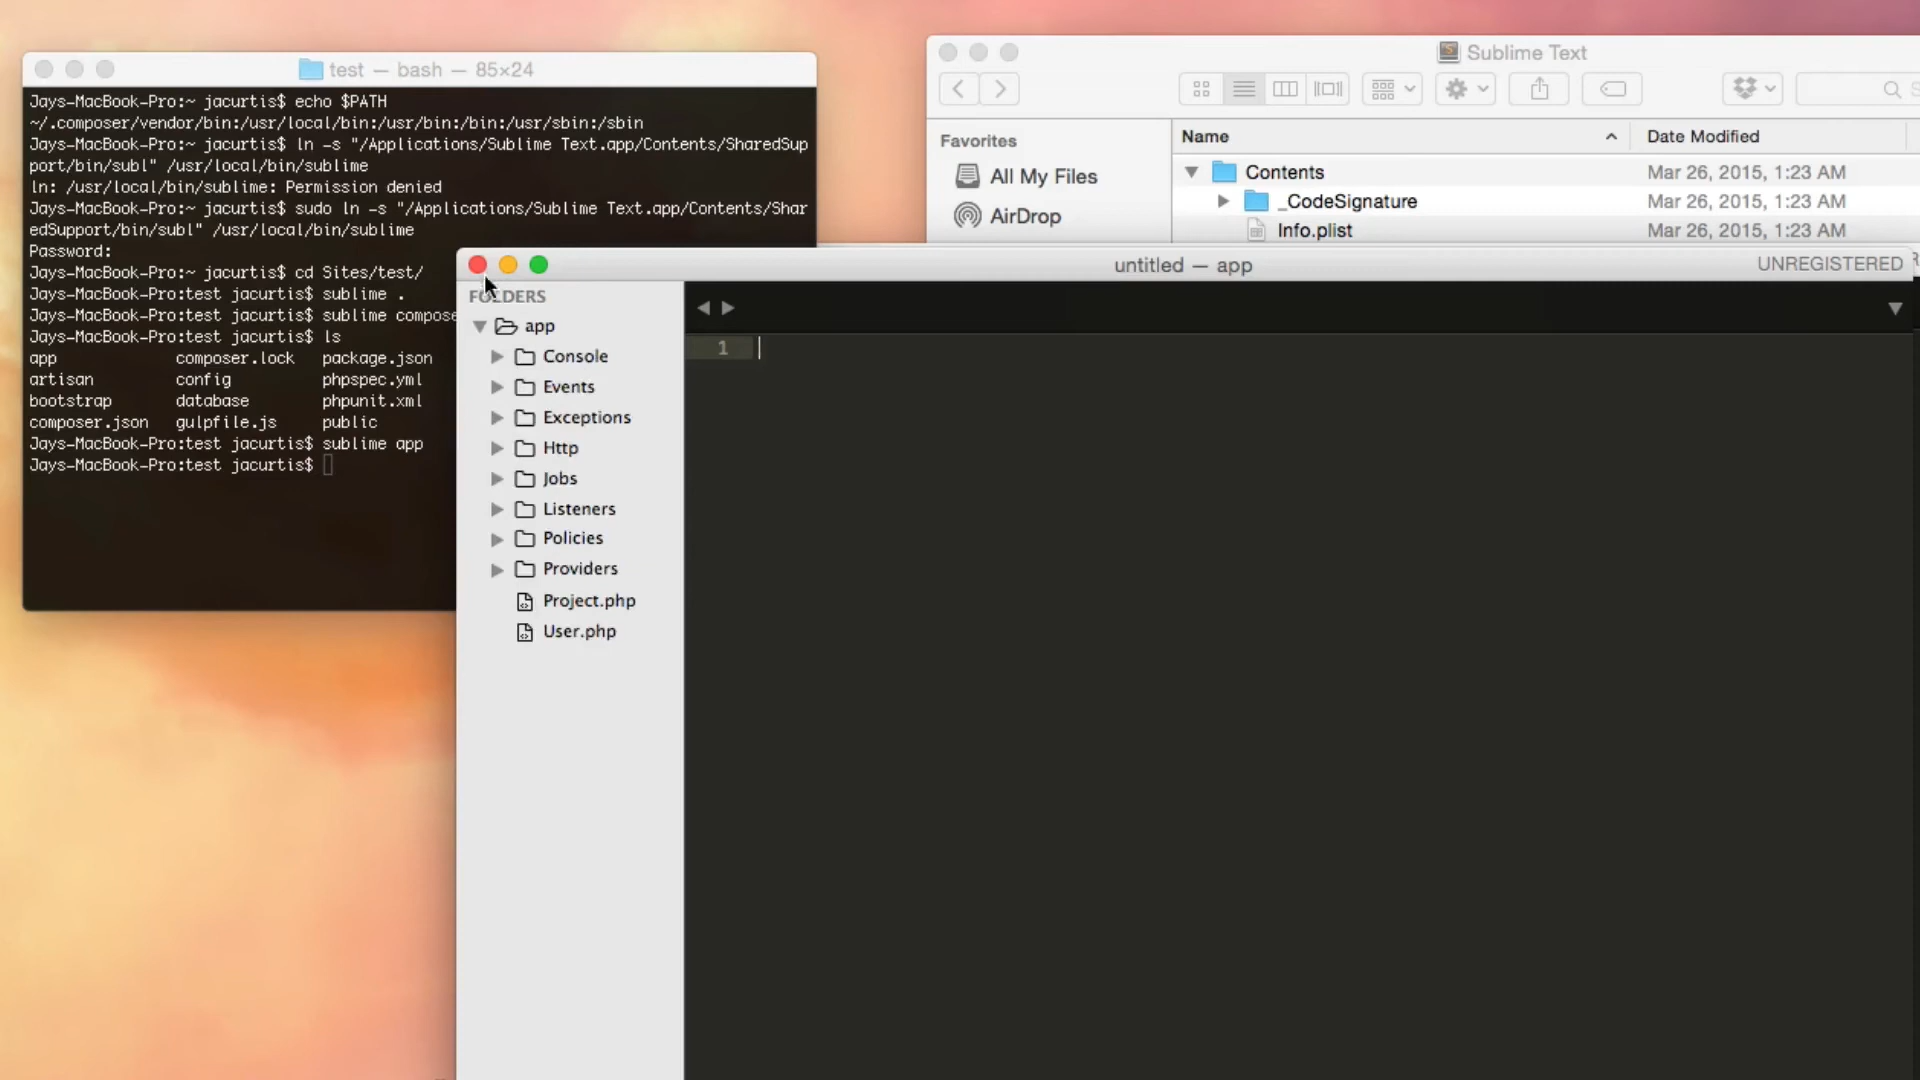 test — bash — 85×24
Jays-MacBook-Pro:~ jacurtis$ echo $PATH
~/.composer/vendor/bin:/usr/local/bin:/usr/bin:/bin:/usr/sbin:/sbin
Jays-MacBook-Pro:~ jacurtis$ ln -s "/Applications/Sublime Text.app/Contents/SharedSup
port/bin/subl" /usr/local/bin/sublime
ln: /usr/local/bin/sublime: Permission denied
Jays-MacBook-Pro:~ jacurtis$ sudo ln -s "/Applications/Sublime Text.app/Contents/Shar
edSupport/bin/subl" /usr/local/bin/sublime
Password:
Jays-MacBook-Pro:~ jacurtis$ cd Sites/test/
Jays-MacBook-Pro:test jacurtis$ sublime .
Jays-MacBook-Pro:test jacurtis$ sublime compose
Jays-MacBook-Pro:test jacurtis$ ls
app composer.lock package.json
artisan config phpspec.yml
bootstrap database phpunit.xml
composer.json gulpfile.js public
Jays-MacBook-Pro:test jacurtis$ sublime app
Jays-MacBook-Pro:test jacurtis$
Sublime Text
Favorites
All My Files
AirDrop
Name Date Modified
Contents Mar 26, 2015, 1:23 AM
_CodeSignature Mar 26, 2015, 1:23 AM
Info.plist Mar 26, 2015, 1:23 AM
untitled — app UNREGISTERED
FOLDERS
app
Console
Events
Exceptions
Http
Jobs
Listeners
Policies
Providers
Project.php
User.php
1